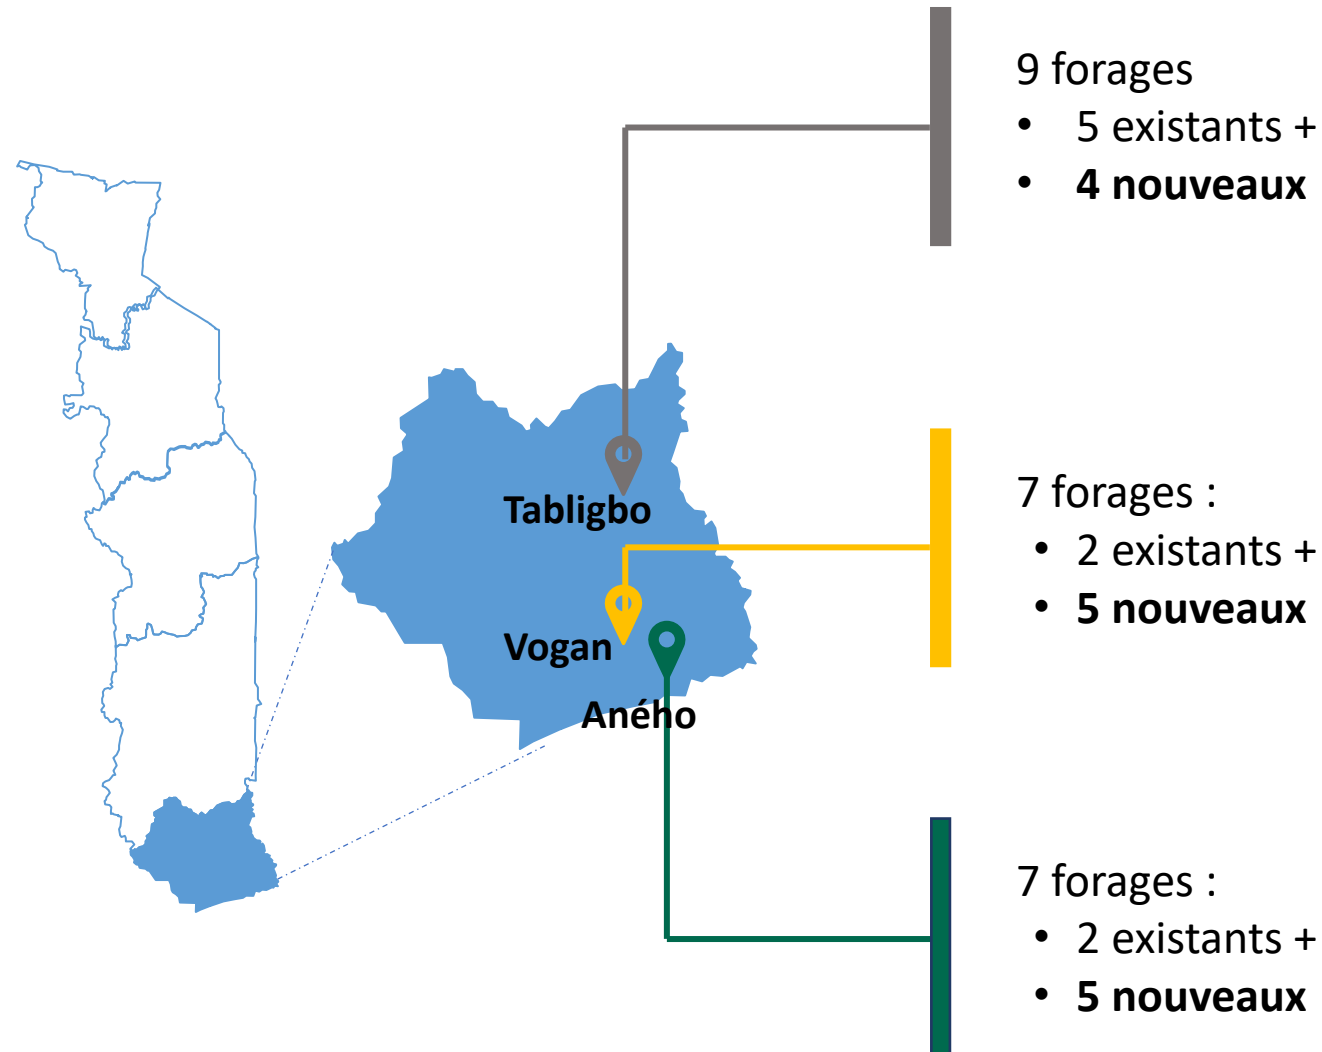 9 forages
• 5 existants +
• 4 nouveaux
Tabligbo
7 forages :
• 2 existants +
• 5 nouveaux
Vogan
Aného
7 forages :
• 2 existants +
• 5 nouveaux